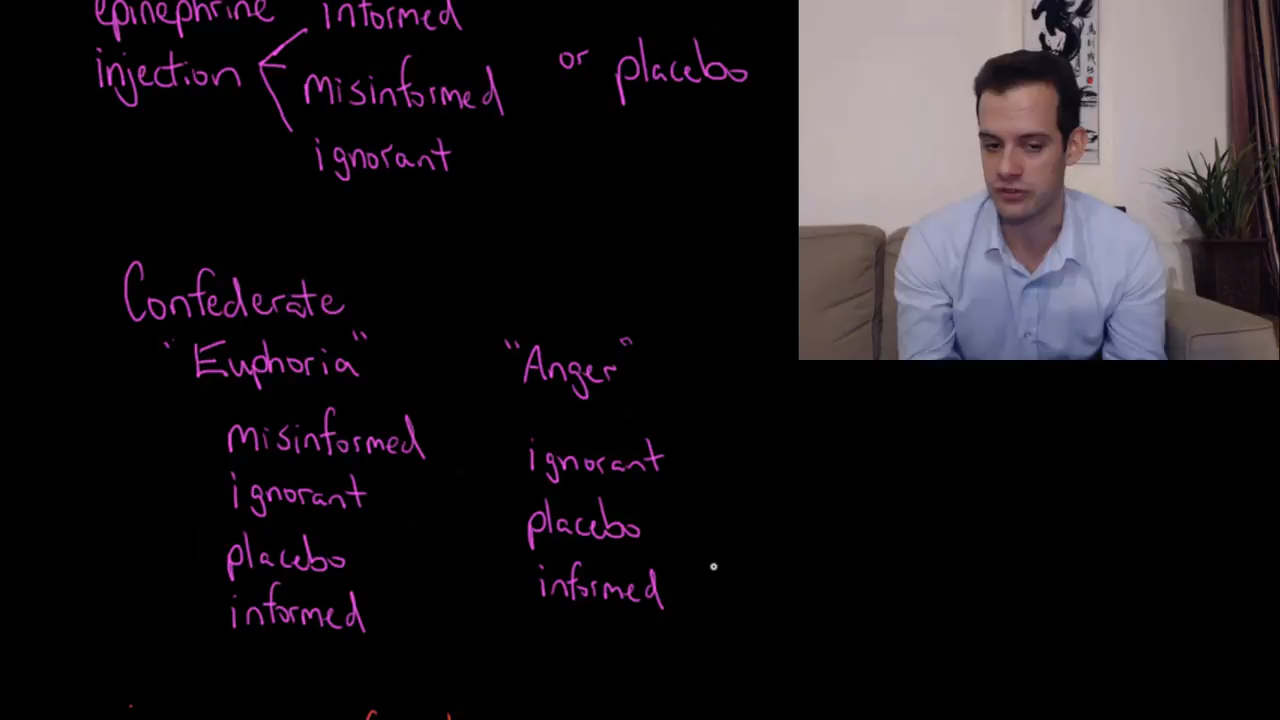 epinephrine informed
injection misinformed or placebo
ignorant
Confederate
"Euphoria" "Anger"
misinformed
ignorant ignorant
placebo placebo
informed informed